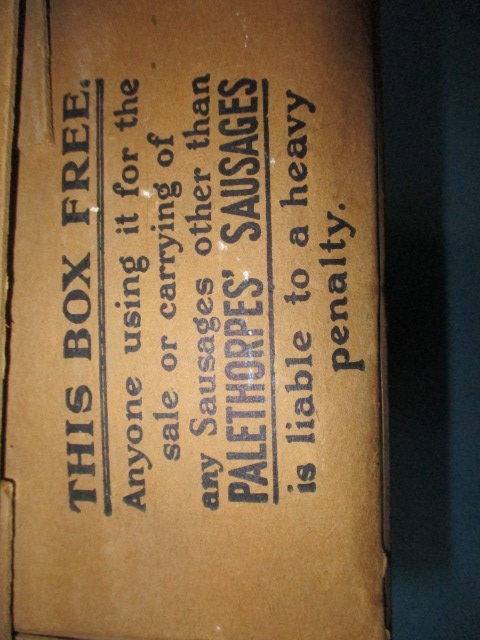 THIS BOX FREE.
Anyone using it for the
sale or carrying of
any Sausages other than
PALETHORPES' SAUSAGES
is liable to a heavy
penalty.